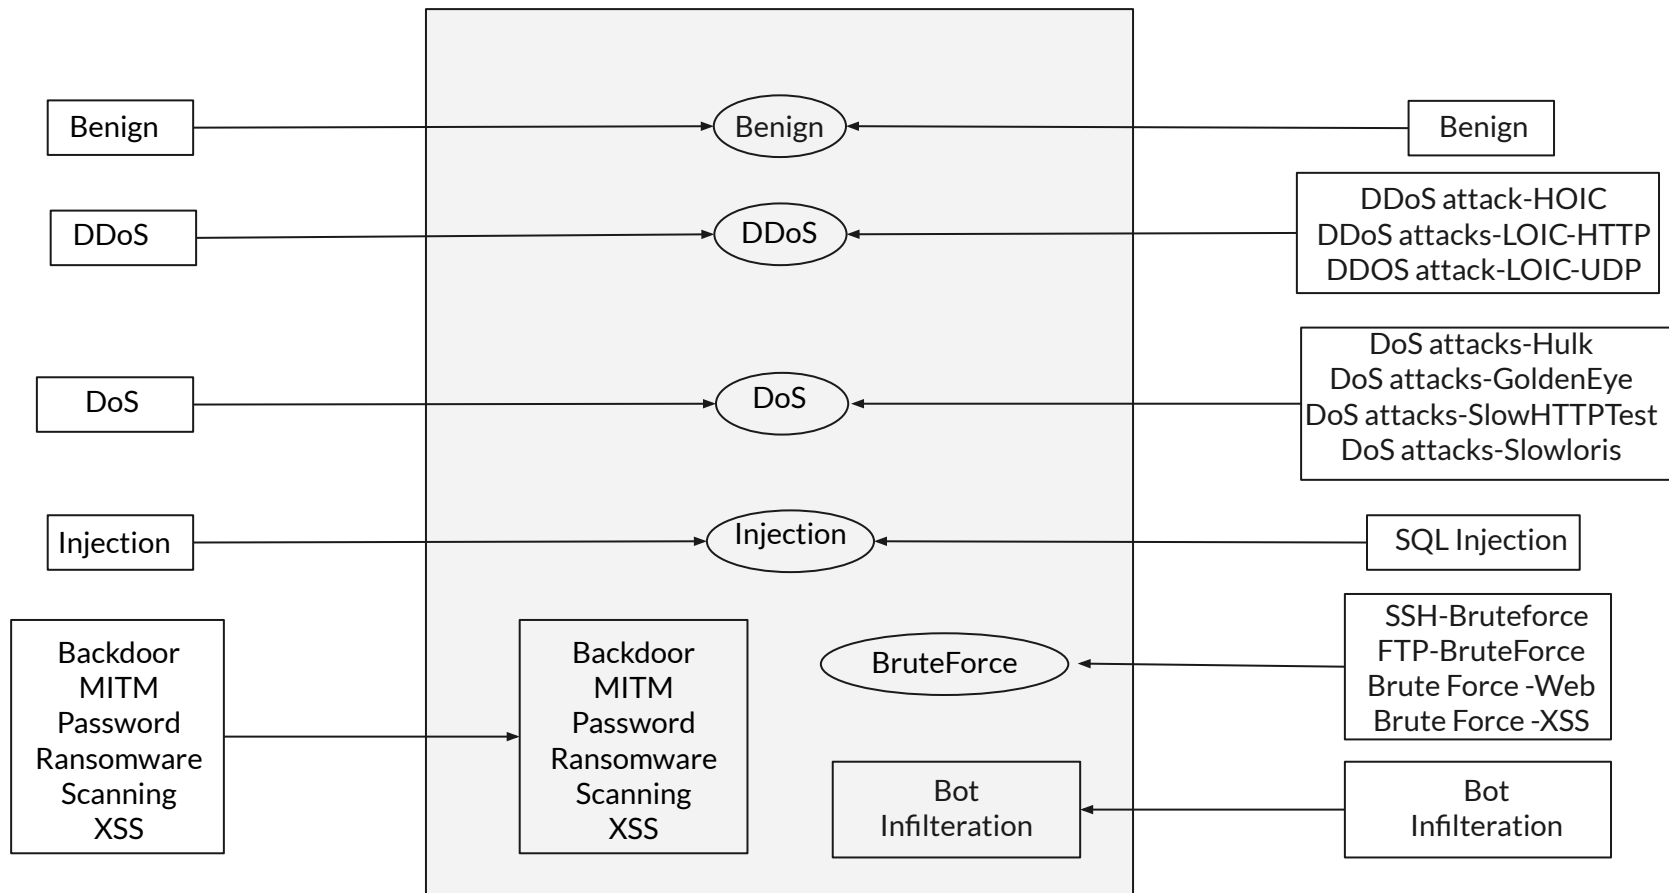 Benign
Benign
Benign
DDoS
DDoS
DDoS attack-HOIC
DDoS attacks-LOIC-HTTP
DDOS attack-LOIC-UDP
DoS
DoS
DoS attacks-Hulk
DoS attacks-GoldenEye
DoS attacks-SlowHTTPTest
DoS attacks-Slowloris
Injection
Injection
SQL Injection
Backdoor
MITM
Password
Ransomware
Scanning
XSS
Backdoor
MITM
Password
Ransomware
Scanning
XSS
BruteForce
SSH-Bruteforce
FTP-BruteForce
Brute Force -Web
Brute Force -XSS
Bot
Infilteration
Bot
Infilteration